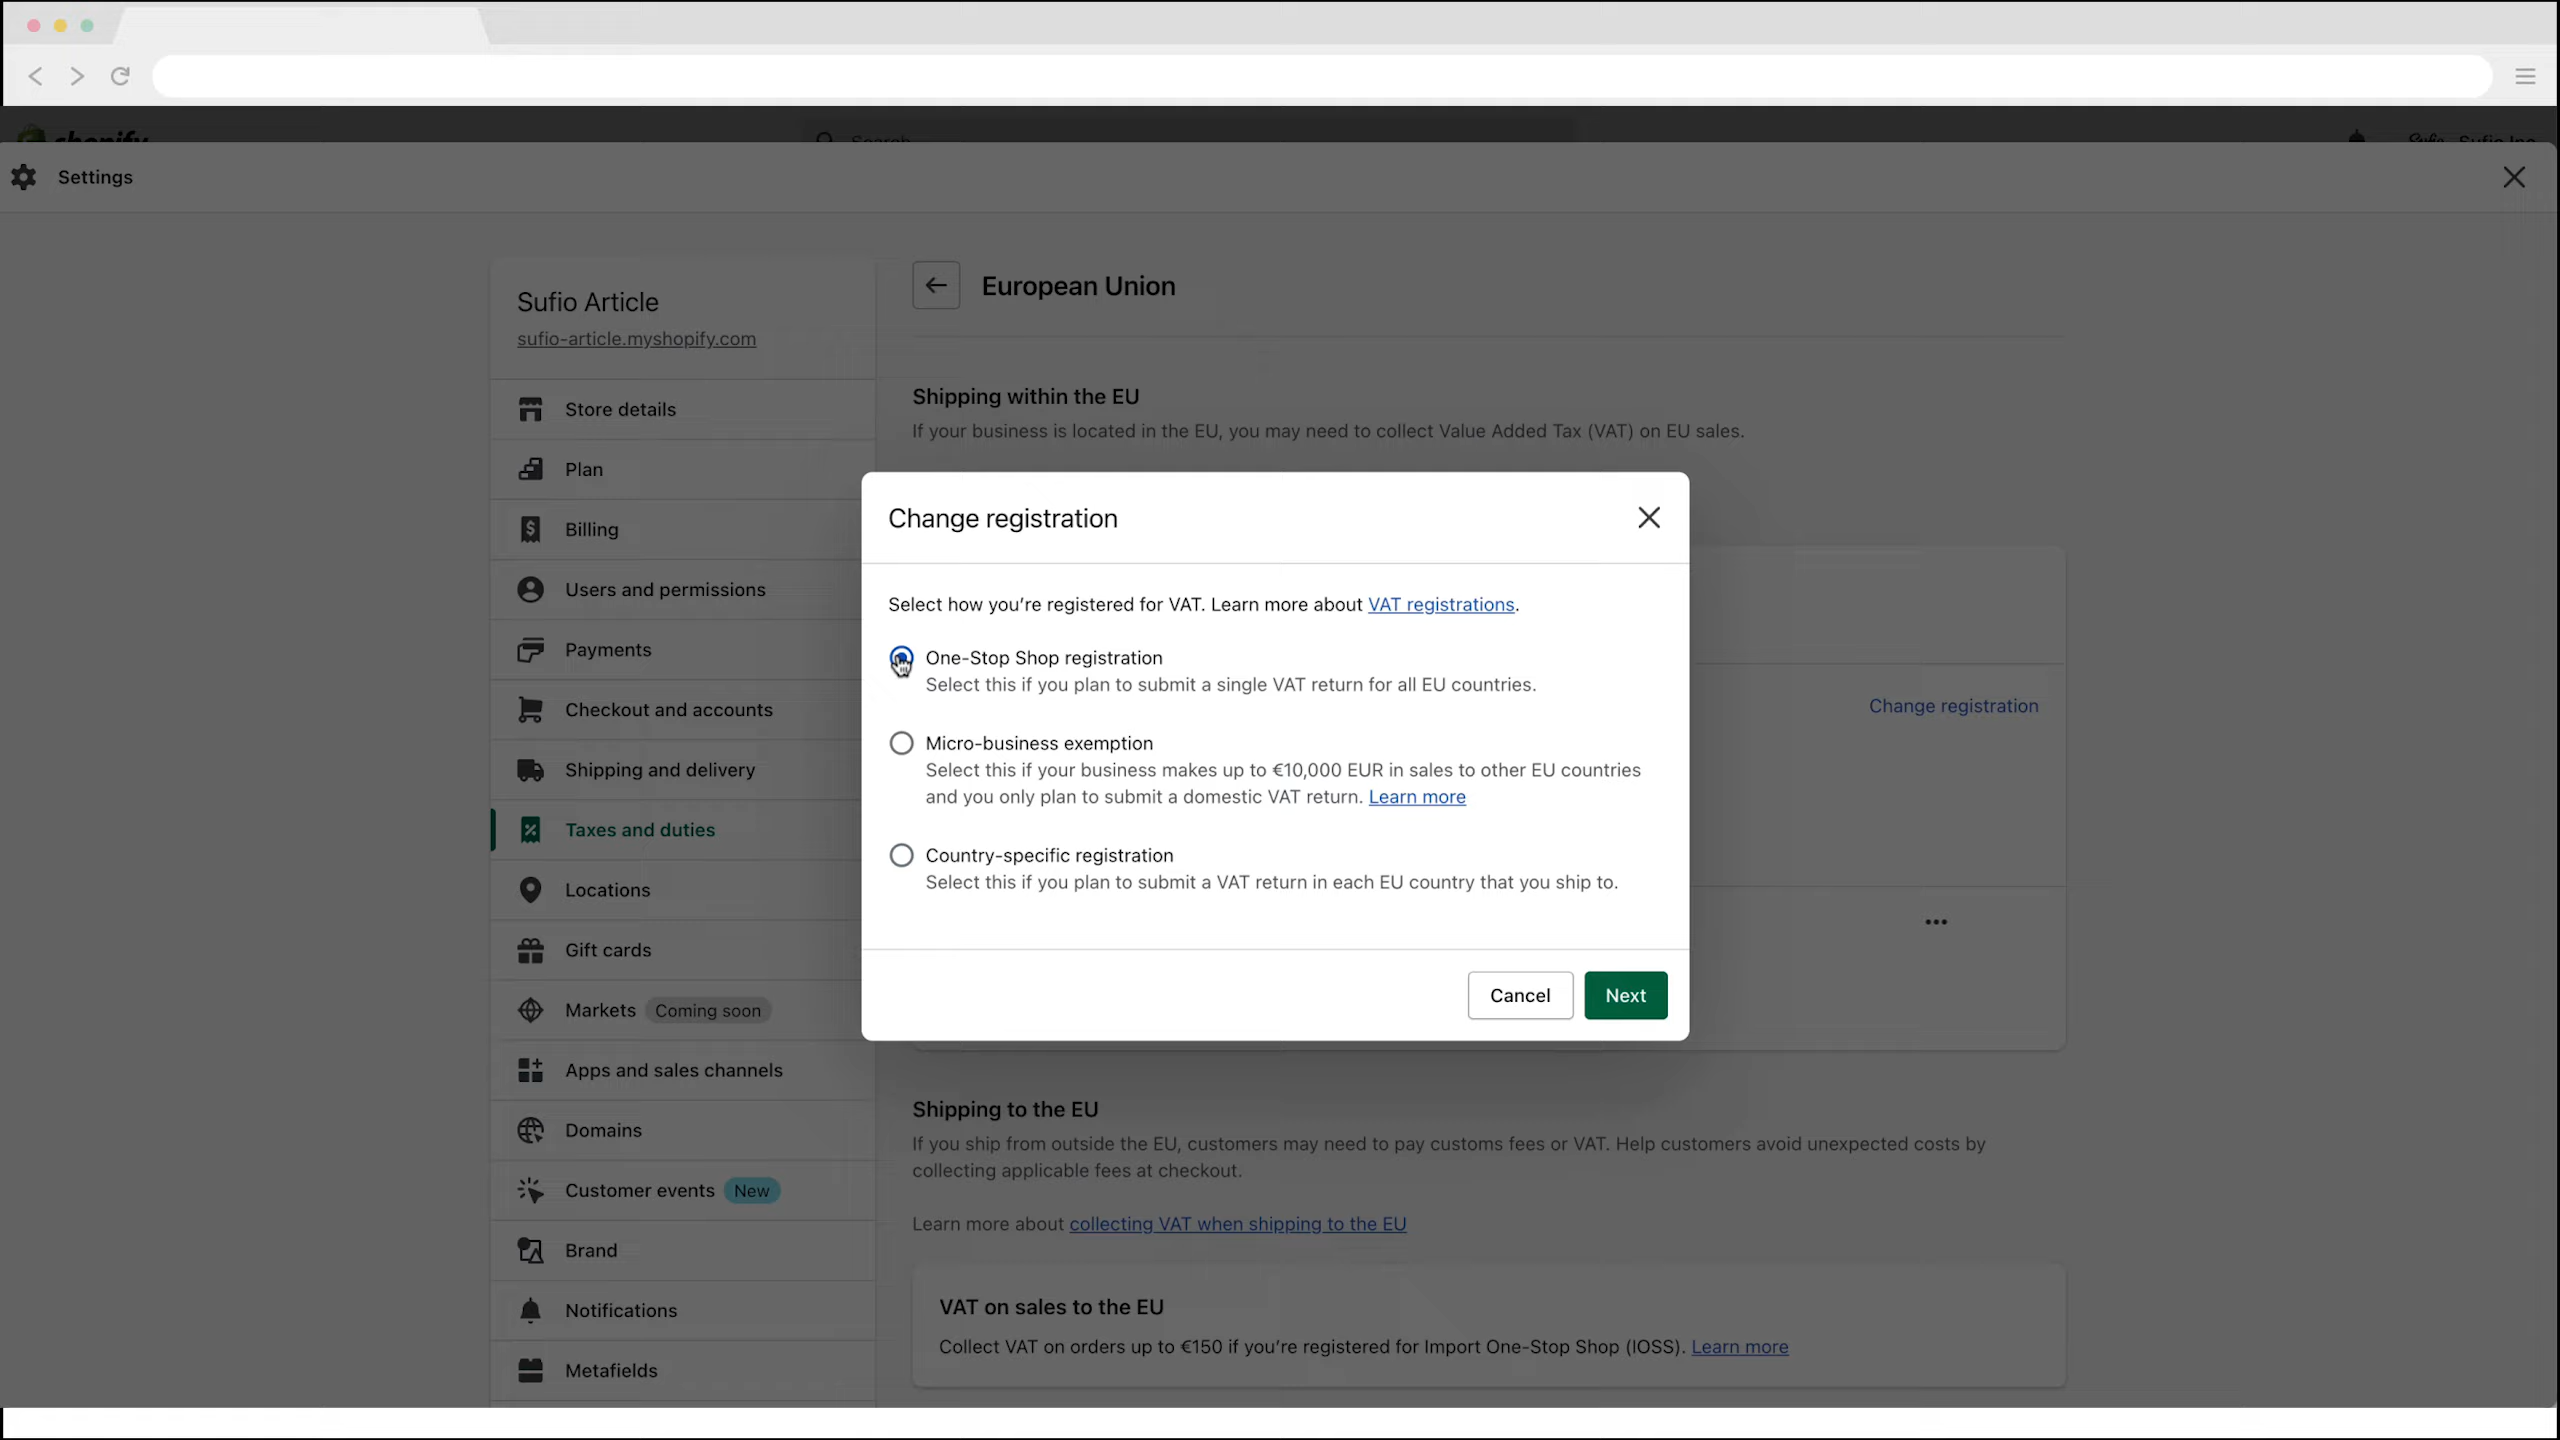 shopify
Search
Sufio Inc
Settings
Sufio Article
sufio-article.myshopify.com
Store details
Plan
Billing
Users and permissions
Payments
Checkout and accounts
Shipping and delivery
Taxes and duties
Locations
Gift cards
Markets Coming soon
Apps and sales channels
Domains
Customer events New
Brand
Notifications
Metafields
European Union
Shipping within the EU
If your business is located in the EU, you may need to collect Value Added Tax (VAT) on EU sales.
Change registration
Change registration
Select how you're registered for VAT. Learn more about VAT registrations.
One-Stop Shop registration
Select this if you plan to submit a single VAT return for all EU countries.
Micro-business exemption
Select this if your business makes up to €10,000 EUR in sales to other EU countries
and you only plan to submit a domestic VAT return. Learn more
Country-specific registration
Select this if you plan to submit a VAT return in each EU country that you ship to.
Cancel
Next
Shipping to the EU
If you ship from outside the EU, customers may need to pay customs fees or VAT. Help customers avoid unexpected costs by
collecting applicable fees at checkout.
Learn more about collecting VAT when shipping to the EU
VAT on sales to the EU
Collect VAT on orders up to €150 if you're registered for Import One-Stop Shop (IOSS). Learn more